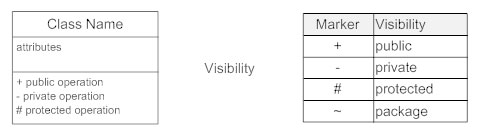 Class Name
attributes
+ public operation
- private operation
# protected operation
Visibility
Marker Visibility
+ public
- private
# protected
~ package